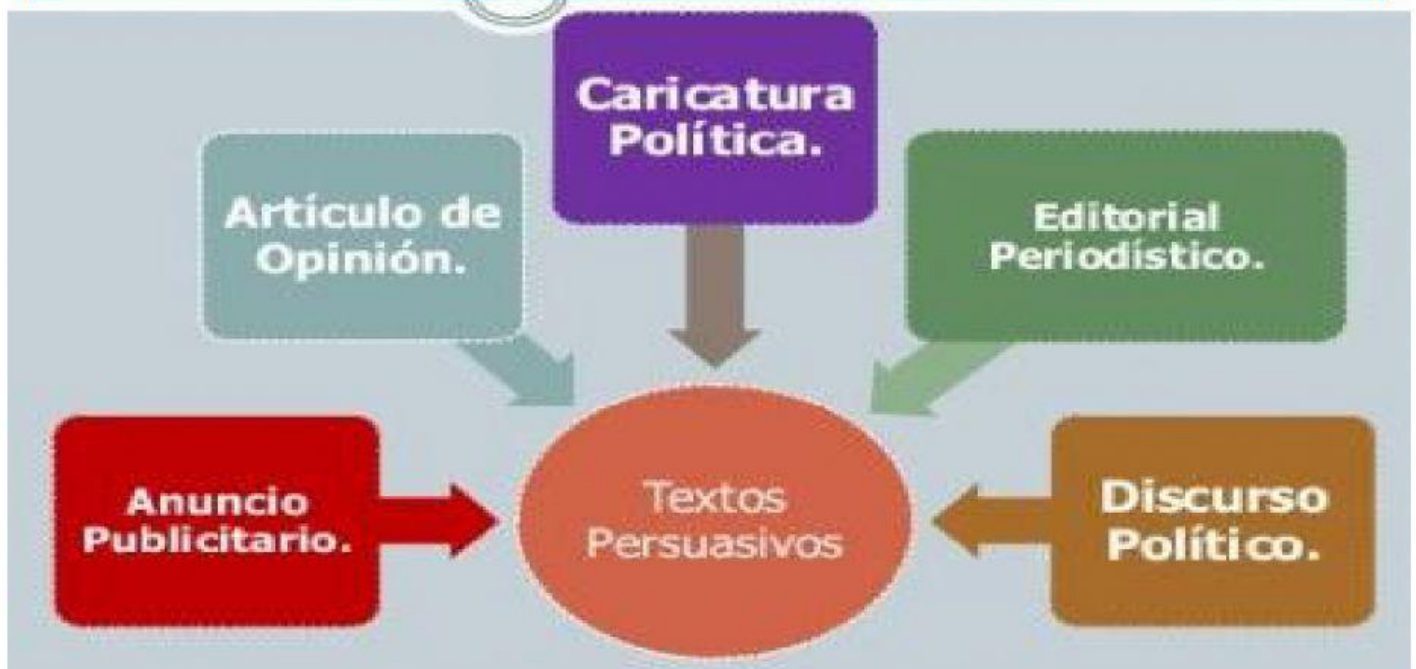 Caricatura
Política.
Artículo de
Opinión.
Editorial
Periodístico.
Anuncio
Publicitario.
Textos
Persuasivos
Discurso
Político.